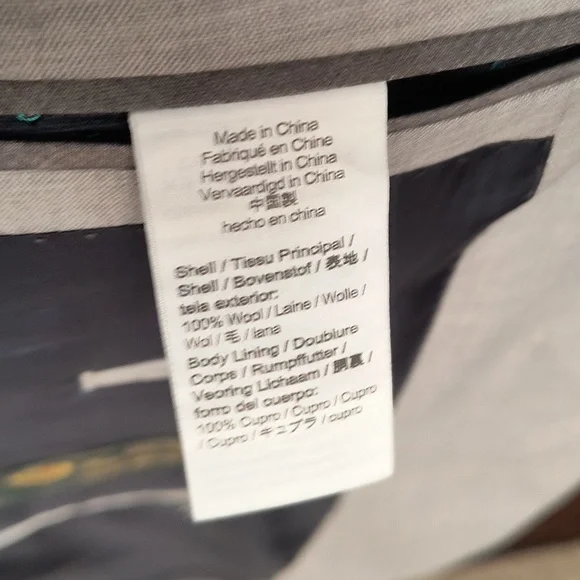 Made in China
Fabriqué en Chine
Hergestellt in China
Vervaardigd in China
中国製
hecho en china
Shell / Tissu Principal /
Shell / Bovenstof / 表地 /
tela exterior:
100% Wool / Laine / Wolle /
Wol / 毛 / lana
Body Lining / Doublure
Corps / Rumpffutter /
Voering Lichaam / 胴裏 /
forro del cuerpo:
100% Cupro / Cupro / Cupro
/ Cupro / キュプラ / cupro